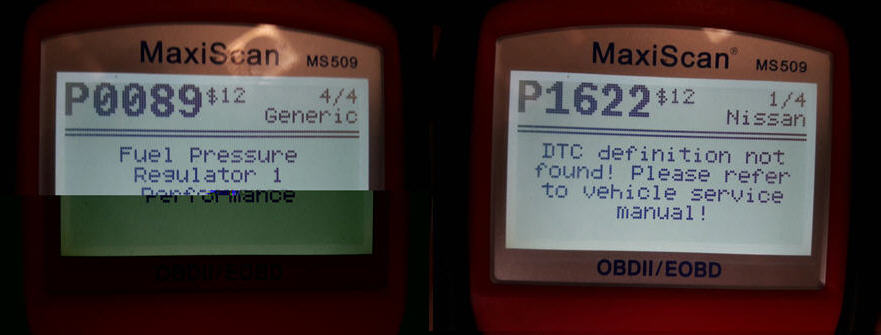 MaxiScan MS509
P0089 $12 4/4
Generic
Fuel Pressure
Regulator 1
Performance
OBDII/EOBD
MaxiScan® MS509
P1622 $12 1/4
Nissan
DTC definition not
found! Please refer
to vehicle service
manual!
OBDII/EOBD